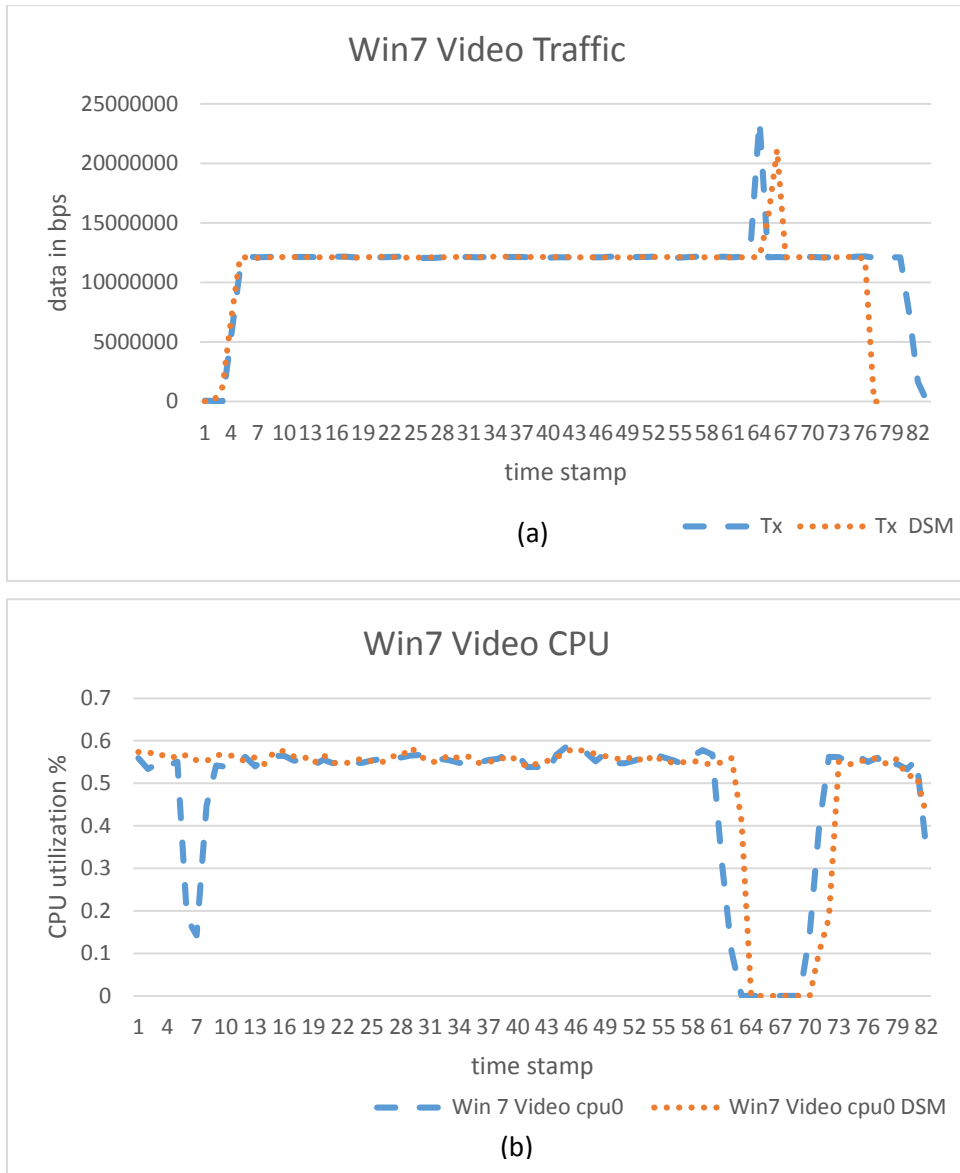 Win7 Video Traffic
25000000
20000000
15000000
10000000
5000000
0
data in bps
1 4 7 10 13 16 19 22 25 28 31 34 37 40 43 46 49 52 55 58 61 64 67 70 73 76 79 82
time stamp
(a)
Tx Tx DSM
Win7 Video CPU
0.7
0.6
0.5
0.4
0.3
0.2
0.1
0
CPU utilization %
1 4 7 10 13 16 19 22 25 28 31 34 37 40 43 46 49 52 55 58 61 64 67 70 73 76 79 82
time stamp
Win 7 Video cpu0 Win7 Video cpu0 DSM
(b)